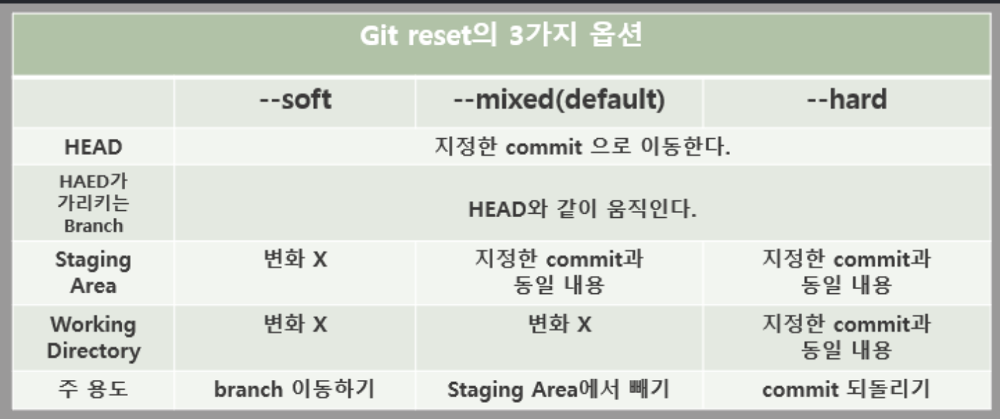 Git reset의 3가지 옵션
--soft
--mixed(default)
--hard
HEAD
지정한 commit 으로 이동한다.
HAED가
가리키는
Branch
HEAD와 같이 움직인다.
Staging
Area
변화 X
지정한 commit과
동일 내용
지정한 commit과
동일 내용
Working
Directory
변화 X
변화 X
지정한 commit과
동일 내용
주 용도
branch 이동하기
Staging Area에서 빼기
commit 되돌리기